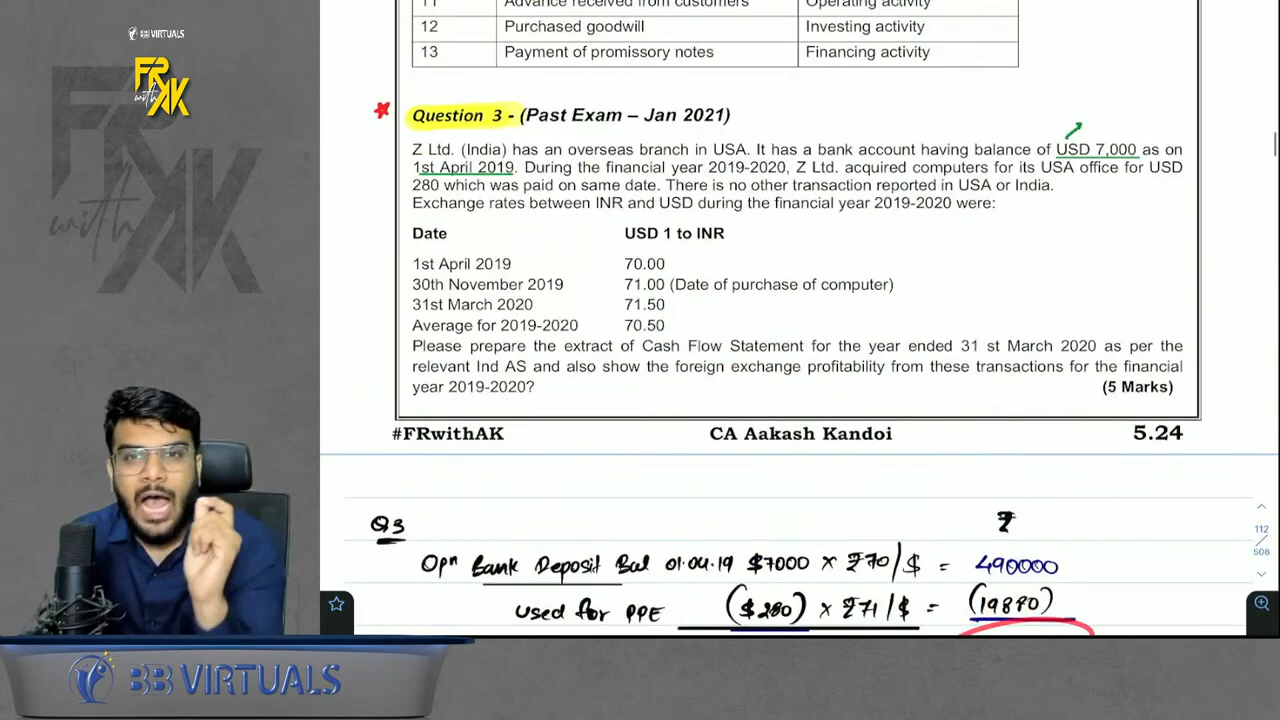 BB VIRTUALS
FR
with
AK
FR
with
AK
11 Advance received from customers Operating activity
12 Purchased goodwill Investing activity
13 Payment of promissory notes Financing activity
Question 3 - (Past Exam – Jan 2021)
Z Ltd. (India) has an overseas branch in USA. It has a bank account having balance of USD 7,000 as on
1st April 2019. During the financial year 2019-2020, Z Ltd. acquired computers for its USA office for USD
280 which was paid on same date. There is no other transaction reported in USA or India.
Exchange rates between INR and USD during the financial year 2019-2020 were:
Date USD 1 to INR
1st April 2019 70.00
30th November 2019 71.00 (Date of purchase of computer)
31st March 2020 71.50
Average for 2019-2020 70.50
Please prepare the extract of Cash Flow Statement for the year ended 31 st March 2020 as per the
relevant Ind AS and also show the foreign exchange profitability from these transactions for the financial
year 2019-2020? (5 Marks)
#FRwithAK CA Aakash Kandoi 5.24
Q3 ₹
Opn Bank Deposit Bal 01.04.19 $7000 × ₹70/$ = 490000
used for PPE ($280) × ₹71/$ = (19880)
112
508
BB VIRTUALS